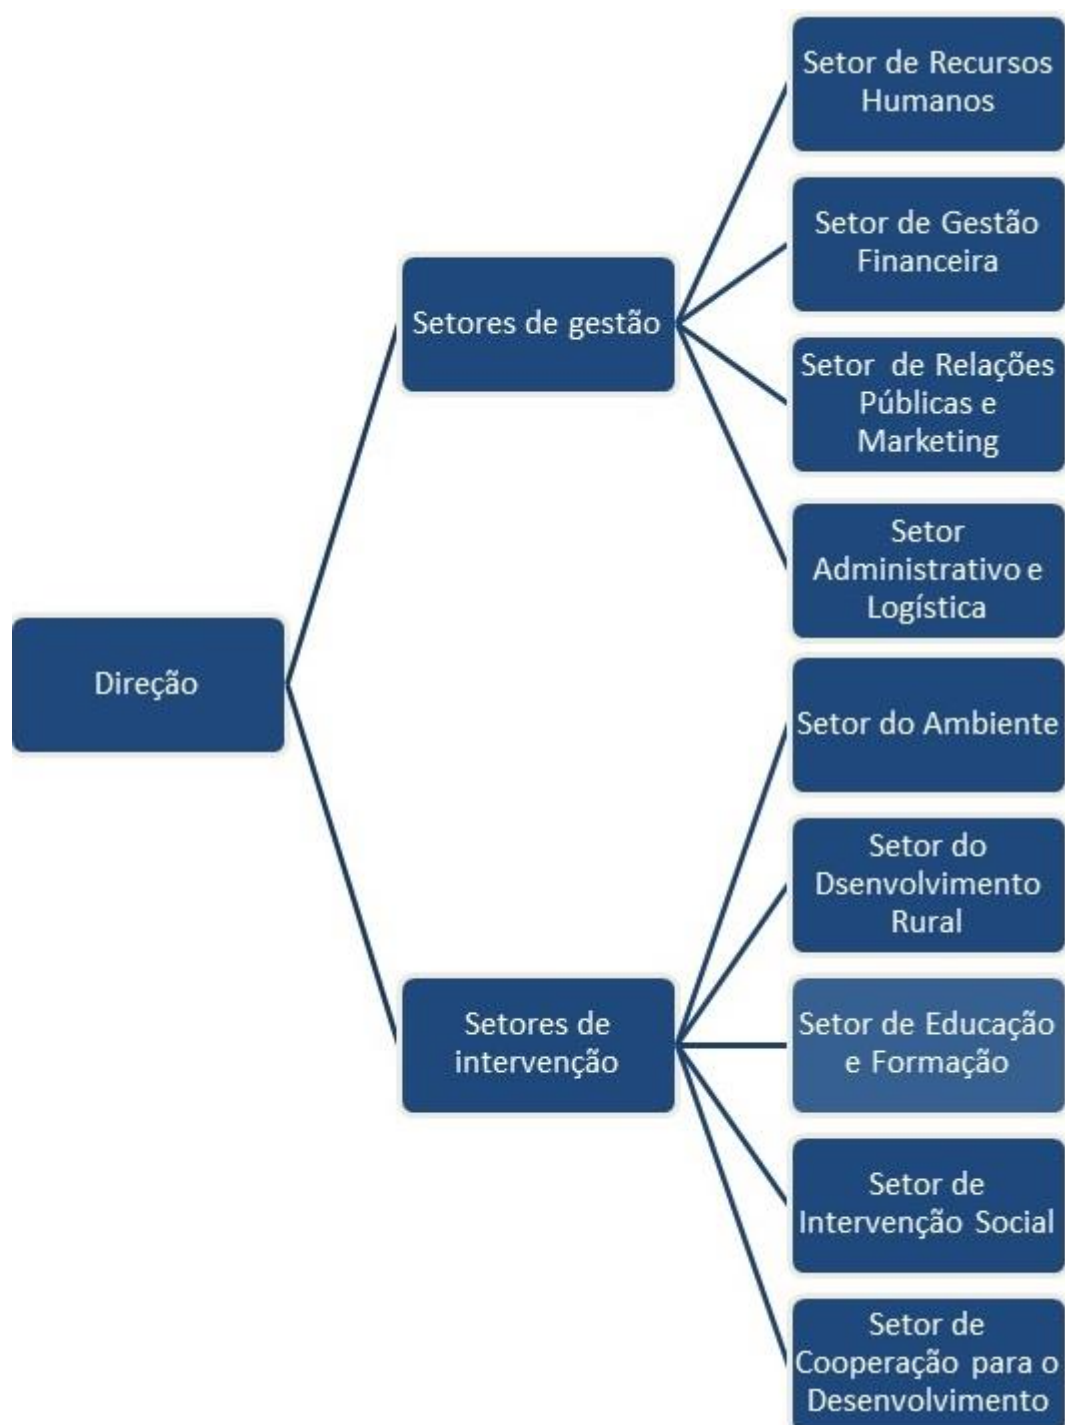 Setor de Recursos
Humanos
Setor de Gestão
Financeira
Setores de gestão
Setor de Relações
Públicas e
Marketing
Setor
Administrativo e
Logística
Direção
Setor do Ambiente
Setor do
Dsenvolvimento
Rural
Setores de
intervenção
Setor de Educação
e Formação
Setor de
Intervenção Social
Setor de
Cooperação para o
Desenvolvimento